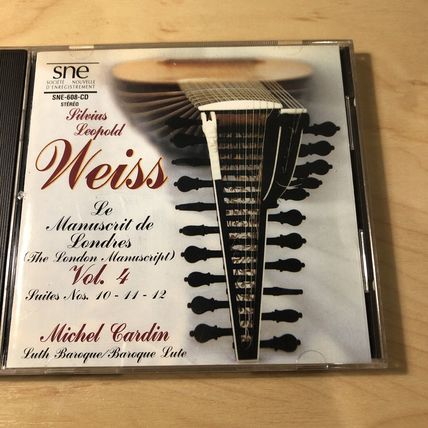 sne
SOCIÉTÉ NOUVELLE
D'ENREGISTREMENT
SNE-608-CD
STÉRÉO
Silvius
Leopold
Weiss
Le
Manuscrit de
Londres
(The London Manuscript)
Vol. 4
Suites Nos. 10 - 11 - 12
Michel Cardin
Luth Baroque/Baroque Lute